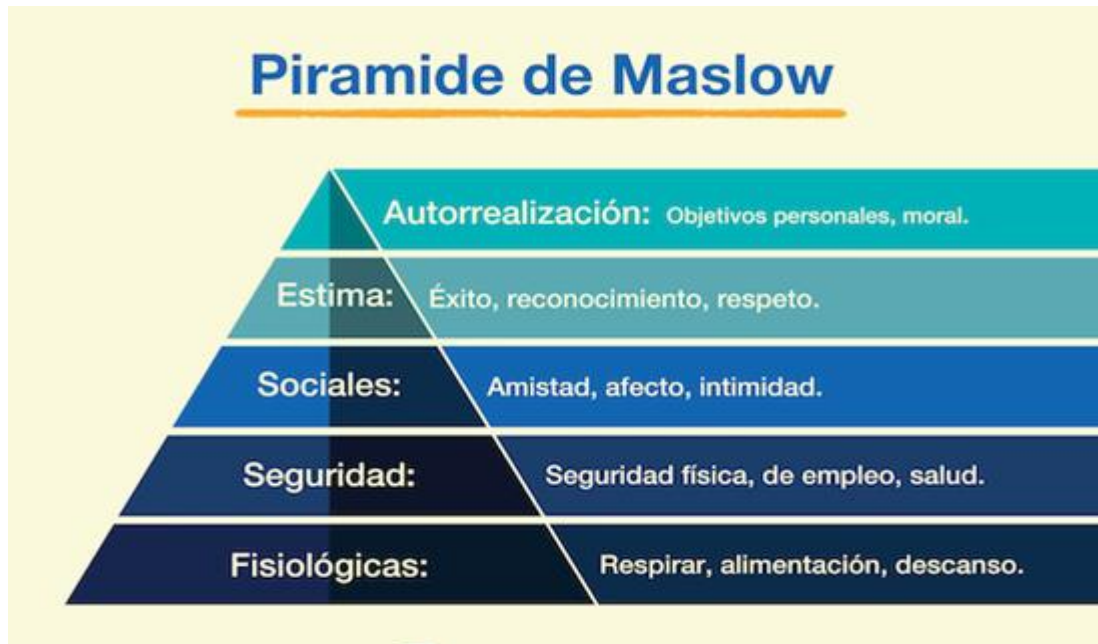 Piramide de Maslow
Autorrealización: Objetivos personales, moral.
Estima: Éxito, reconocimiento, respeto.
Sociales: Amistad, afecto, intimidad.
Seguridad: Seguridad física, de empleo, salud.
Fisiológicas: Respirar, alimentación, descanso.